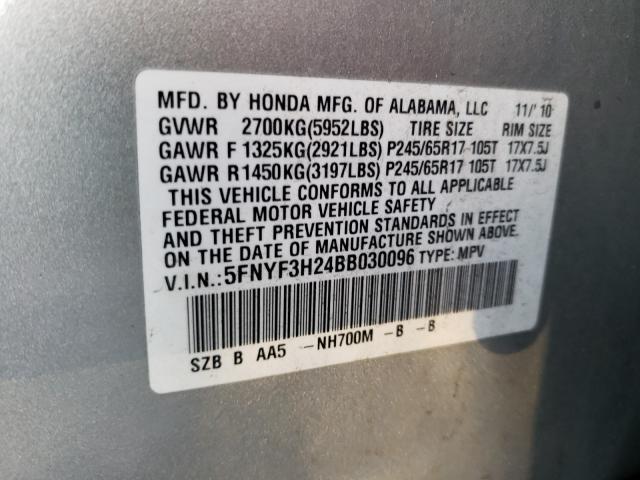 MFD. BY HONDA MFG. OF ALABAMA, LLC 11/'10
GVWR 2700KG(5952LBS) TIRE SIZE RIM SIZE
GAWR F 1325KG(2921LBS) P245/65R17 105T 17X7.5J
GAWR R1450KG(3197LBS) P245/65R17 105T 17X7.5J
THIS VEHICLE CONFORMS TO ALL APPLICABLE
FEDERAL MOTOR VEHICLE SAFETY
AND THEFT PREVENTION STANDARDS IN EFFECT
ON THE DATE OF MANUFACTURE SHOWN ABOVE.
V.I.N.:5FNYF3H24BB030096 TYPE: MPV
SZB B AA5 -NH700M -B -B